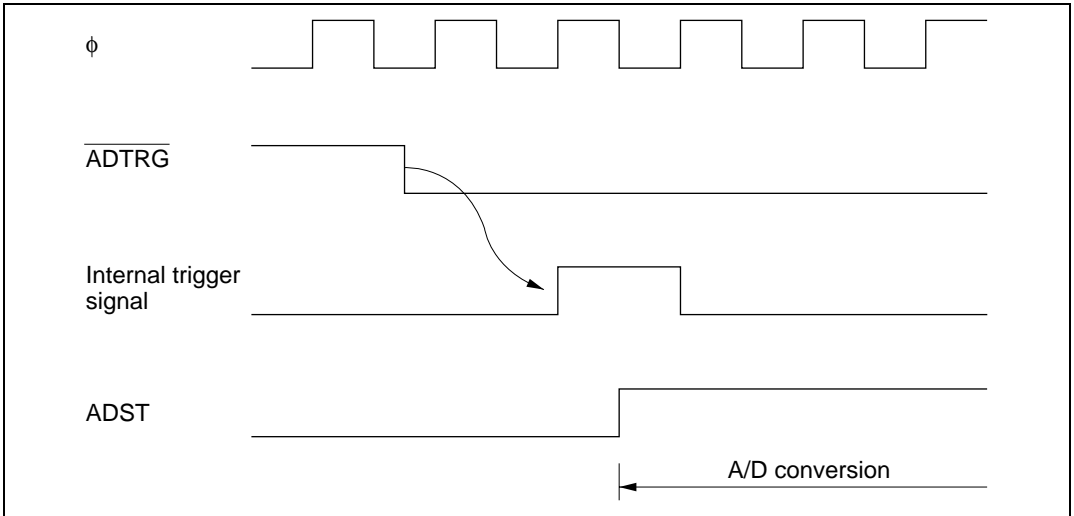 ϕ
ADTRG
Internal trigger
signal
ADST
A/D conversion